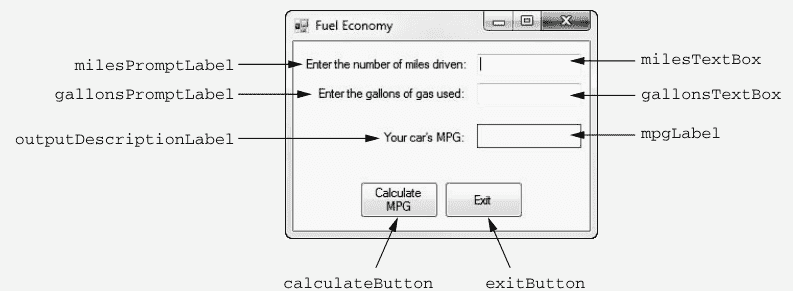 Fuel Economy
milesPromptLabel
Enter the number of miles driven:
milesTextBox
gallonsPromptLabel
Enter the gallons of gas used:
gallonsTextBox
outputDescriptionLabel
Your car's MPG:
mpgLabel
Calculate
MPG
Exit
calculateButton
exitButton